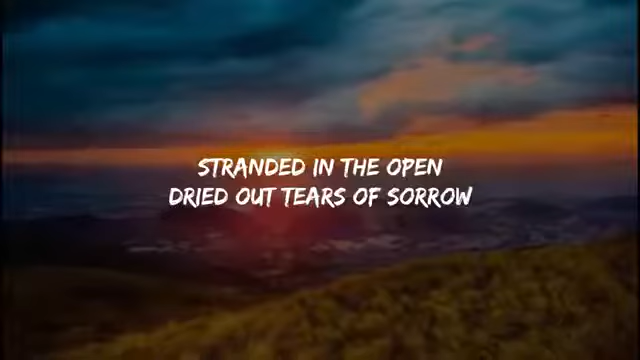 STRANDED IN THE OPEN
DRIED OUT TEARS OF SORROW